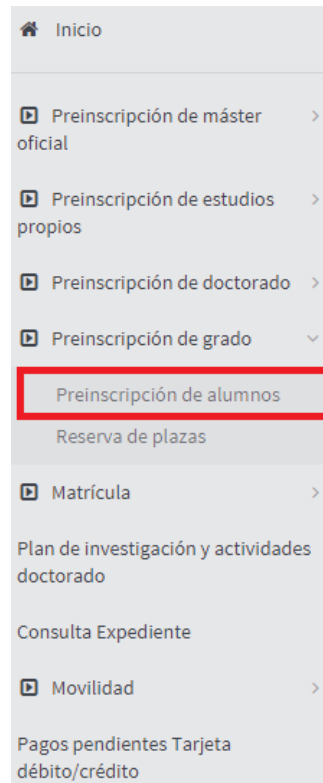 Inicio
Preinscripción de máster
oficial
Preinscripción de estudios
propios
Preinscripción de doctorado
Preinscripción de grado
Preinscripción de alumnos
Reserva de plazas
Matrícula
Plan de investigación y actividades
doctorado
Consulta Expediente
Movilidad
Pagos pendientes Tarjeta
débito/crédito